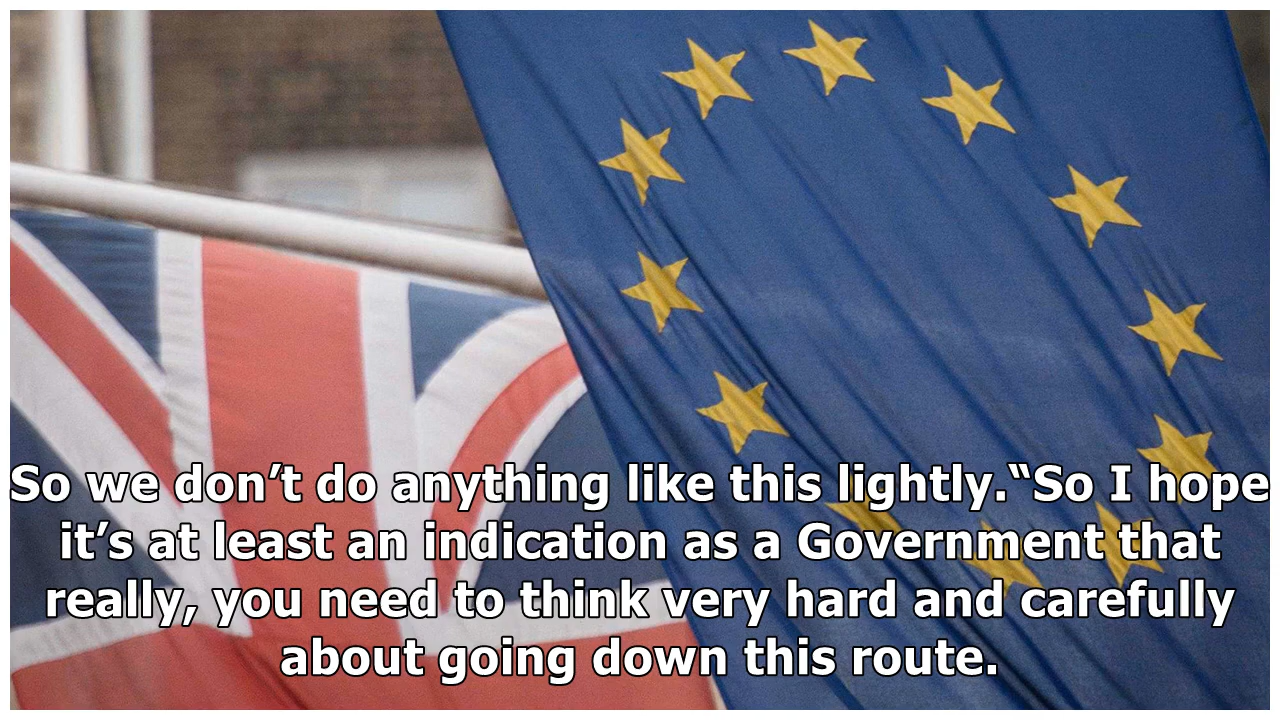 So we don’t do anything like this lightly.“So I hope
it’s at least an indication as a Government that
really, you need to think very hard and carefully
about going down this route.